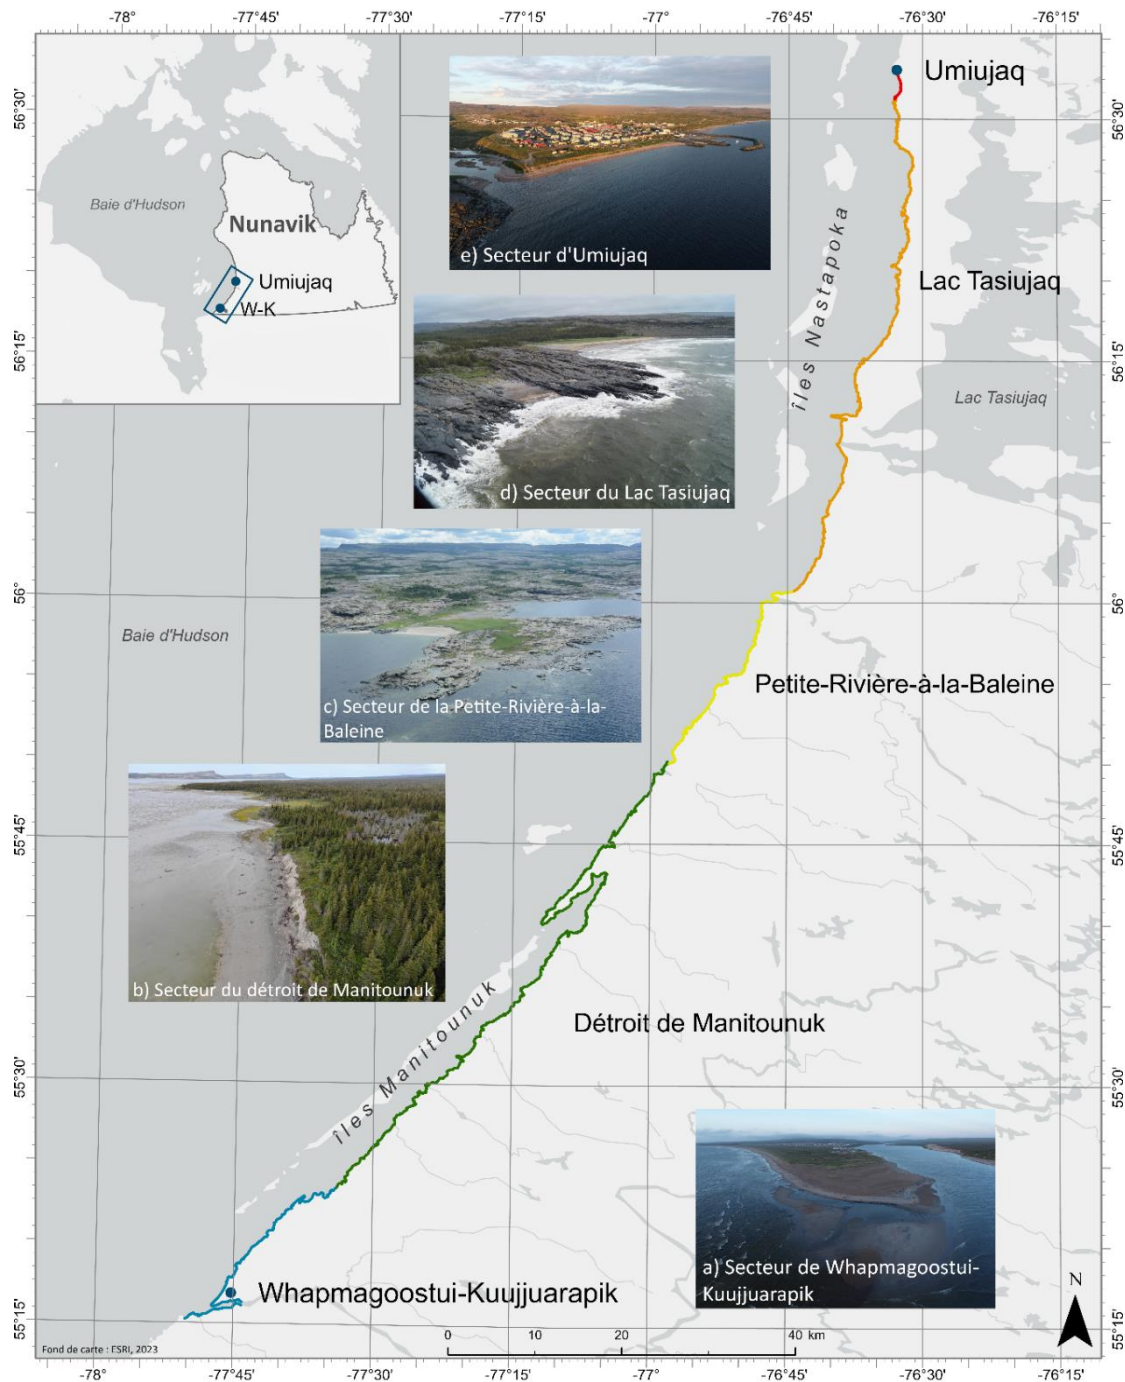 -78°
-77°45'
-77°30'
-77°15'
-77°
-76°45'
-76°30'
-76°15'
56°30'
56°15'
56°
55°45'
55°30'
55°15'
Baie d'Hudson
Nunavik
Umiujaq
W-K
e) Secteur d'Umiujaq
Umiujaq
îles Nastapoka
Lac Tasiujaq
Lac Tasiujaq
d) Secteur du Lac Tasiujaq
Baie d'Hudson
c) Secteur de la Petite-Rivière-à-la-
Baleine
Petite-Rivière-à-la-Baleine
b) Secteur du détroit de Manitounuk
îles Manitounuk
Détroit de Manitounuk
a) Secteur de Whapmagoostui-
Kuujjuarapik
Whapmagoostui-Kuujjuarapik
N
0 10 20 40 km
Fond de carte : ESRI, 2023
56°30'
56°15'
56°
55°45'
55°30'
55°15'
-78°
-77°45'
-77°30'
-77°15'
-77°
-76°45'
-76°30'
-76°15'